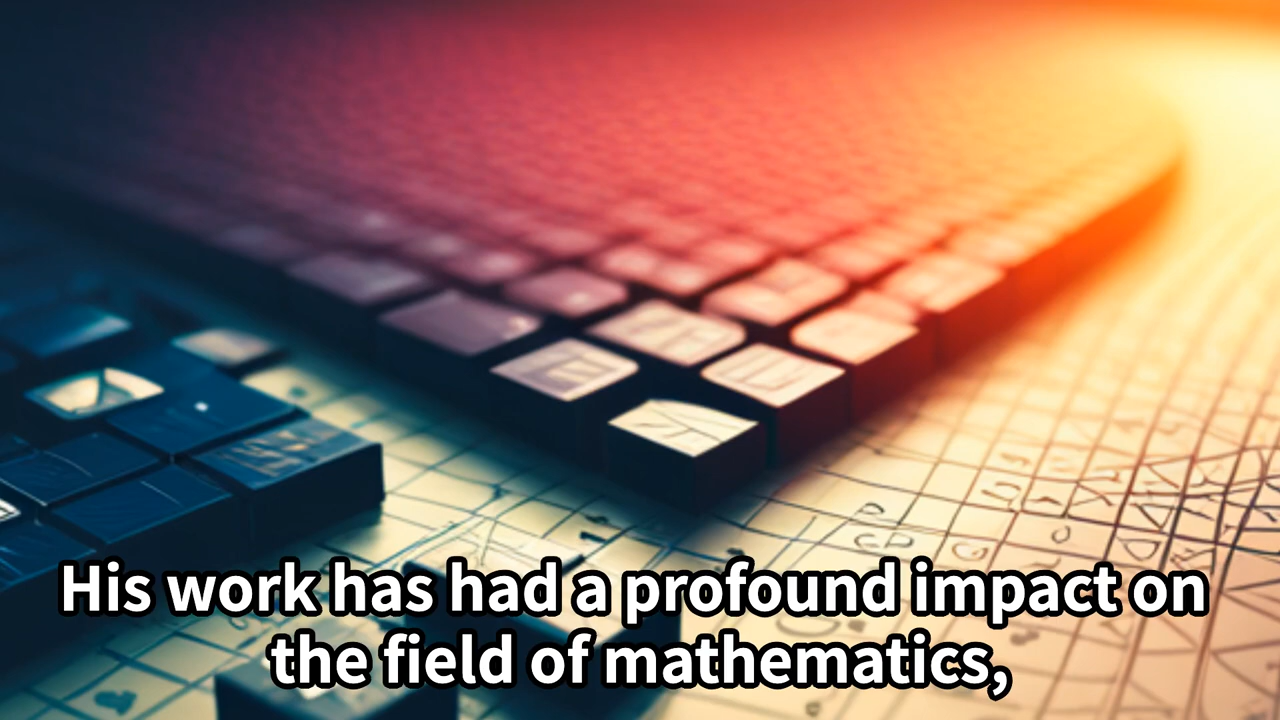 His work has had a profound impact on
the field of mathematics,